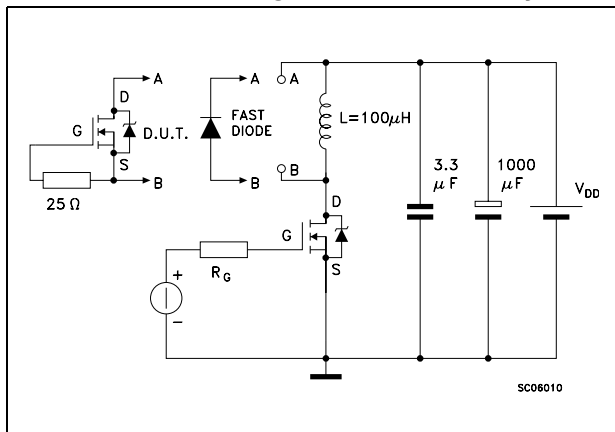 A
A
A
D
G
D.U.T.
FAST
DIODE
L=100μH
S
B
B
B
25 Ω
D
3.3
μF
1000
μF
VDD
G
S
+
RG
−
SC06010